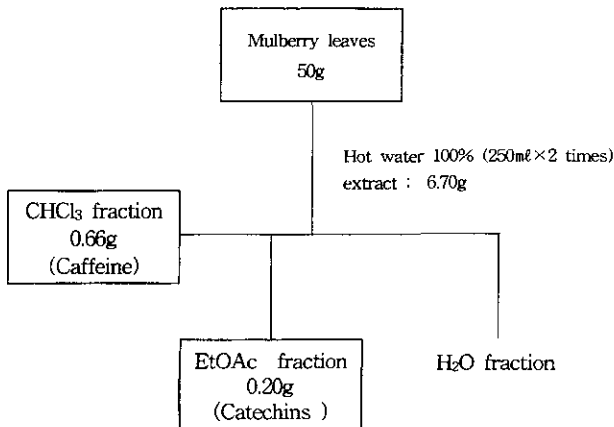 Mulberry leaves
50g
Hot water 100% (250㎖×2 times)
extract : 6.70g
CHCl₃ fraction
0.66g
(Caffeine)
EtOAc fraction
0.20g
(Catechins )
H₂O fraction